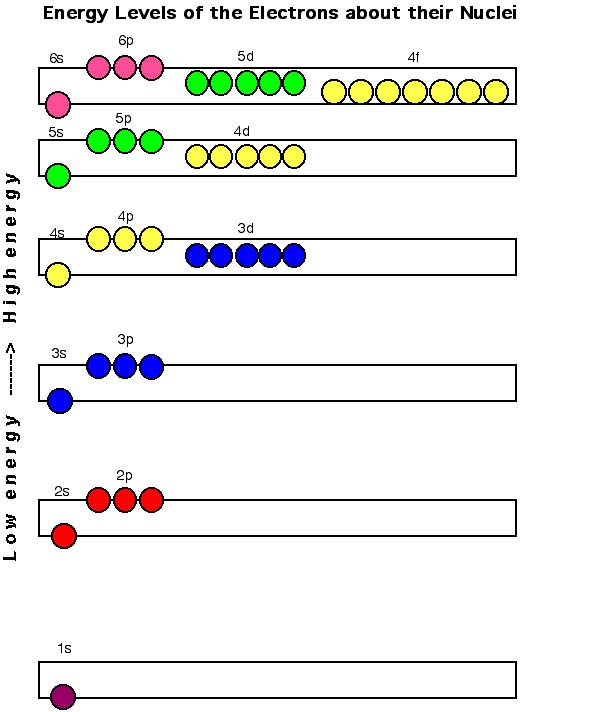 Energy Levels of the Electrons about their Nuclei
6p
6s
5d
4f
5s
5p
4d
4s
4p
3d
3s
3p
2s
2p
1s
Low energy -------> High energy